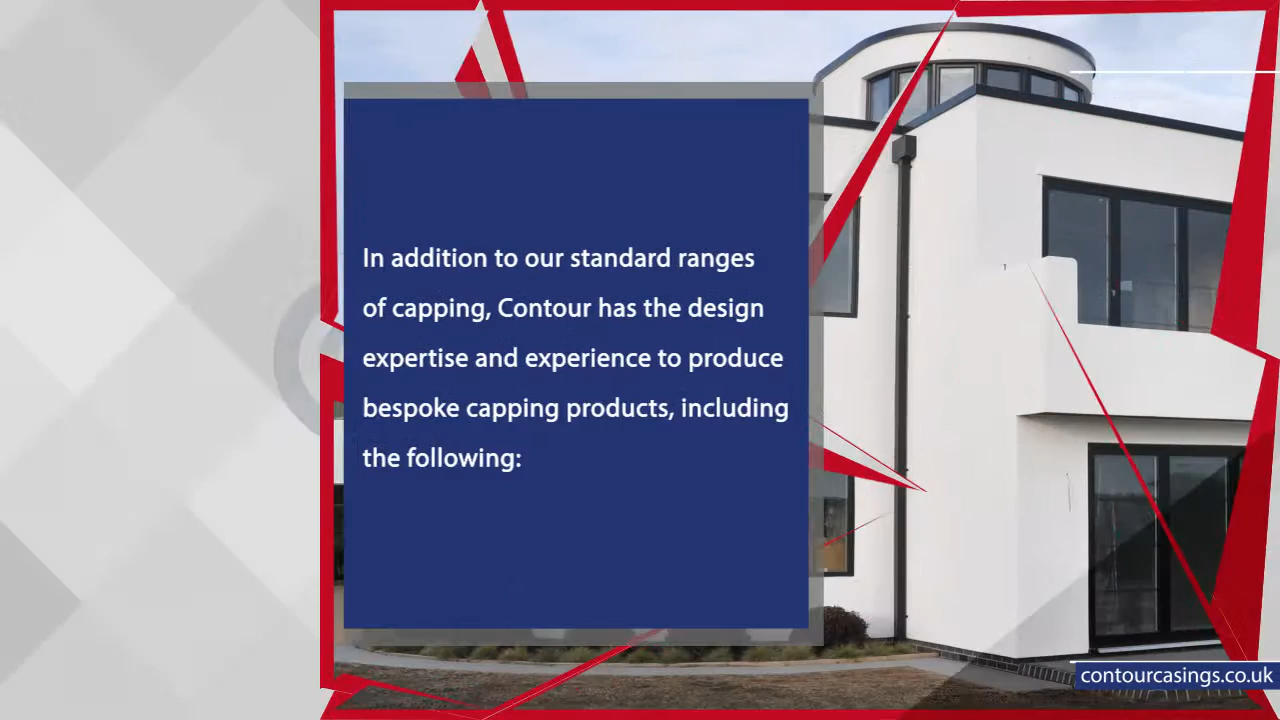 In addition to our standard ranges
of capping, Contour has the design
expertise and experience to produce
bespoke capping products, including
the following:
contourcasings.co.uk